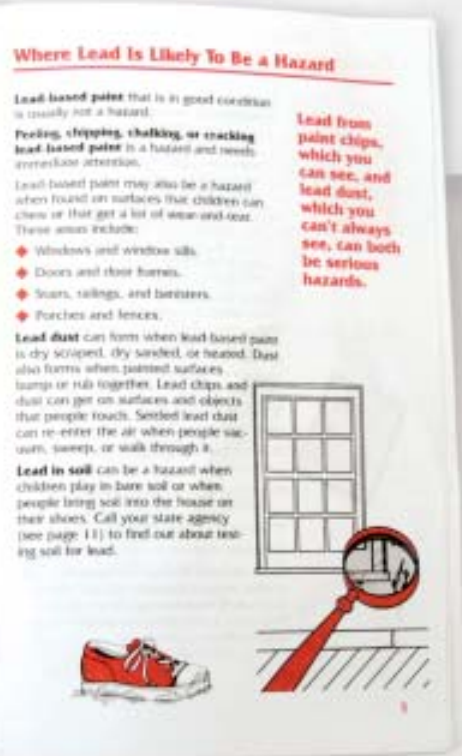 Where Lead Is Likely To Be a Hazard
Lead-based paint that is in good condition
is usually not a hazard.
Peeling, chipping, chalking, or cracking
lead-based paint is a hazard and needs
immediate attention.
Lead-based paint may also be a hazard
when found on surfaces that children can
chew or that get a lot of wear-and-tear.
These areas include:
◆ Windows and window sills.
◆ Doors and door frames.
◆ Stairs, railings, and banisters.
◆ Porches and fences.
Lead dust can form when lead-based paint
is dry scraped, dry sanded, or heated. Dust
also forms when painted surfaces
bump or rub together. Lead chips and
dust can get on surfaces and objects
that people touch. Settled lead dust
can re-enter the air when people vac-
uum, sweep, or walk through it.
Lead in soil can be a hazard when
children play in bare soil or when
people bring soil into the house on
their shoes. Call your state agency
(see page 11) to find out about test-
ing soil for lead.
Lead from
paint chips,
which you
can see, and
lead dust,
which you
can't always
see, can both
be serious
hazards.